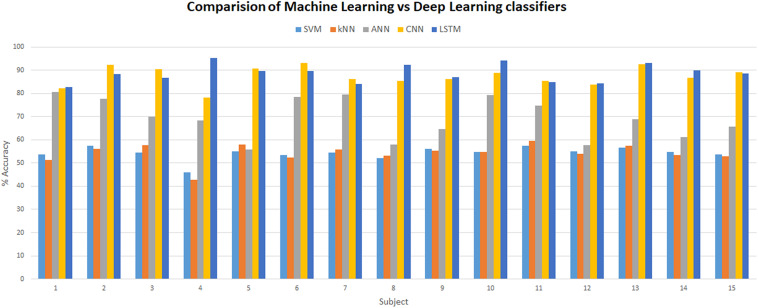 Comparision of Machine Learning vs Deep Learning classifiers
SVM kNN ANN CNN LSTM
100
90
80
70
60
50
40
30
20
10
0
% Accuracy
1 2 3 4 5 6 7 8 9 10 11 12 13 14 15
Subject